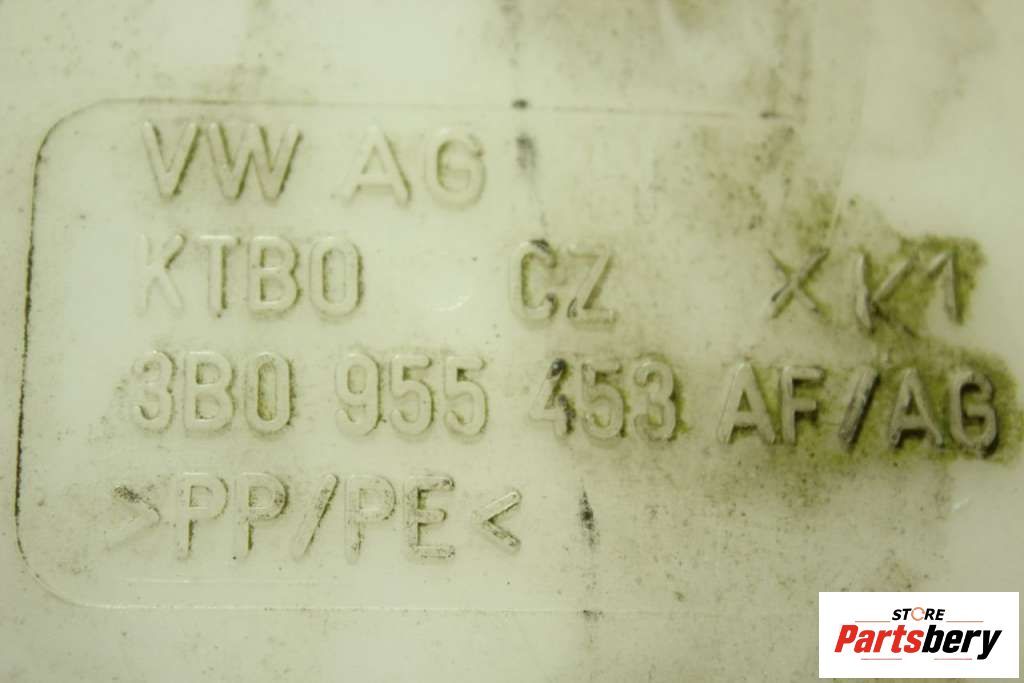 VW AG
KTBO CZ XK1
3B0 955 453 AF/AG
>PP/PE<
STORE
Partsbery